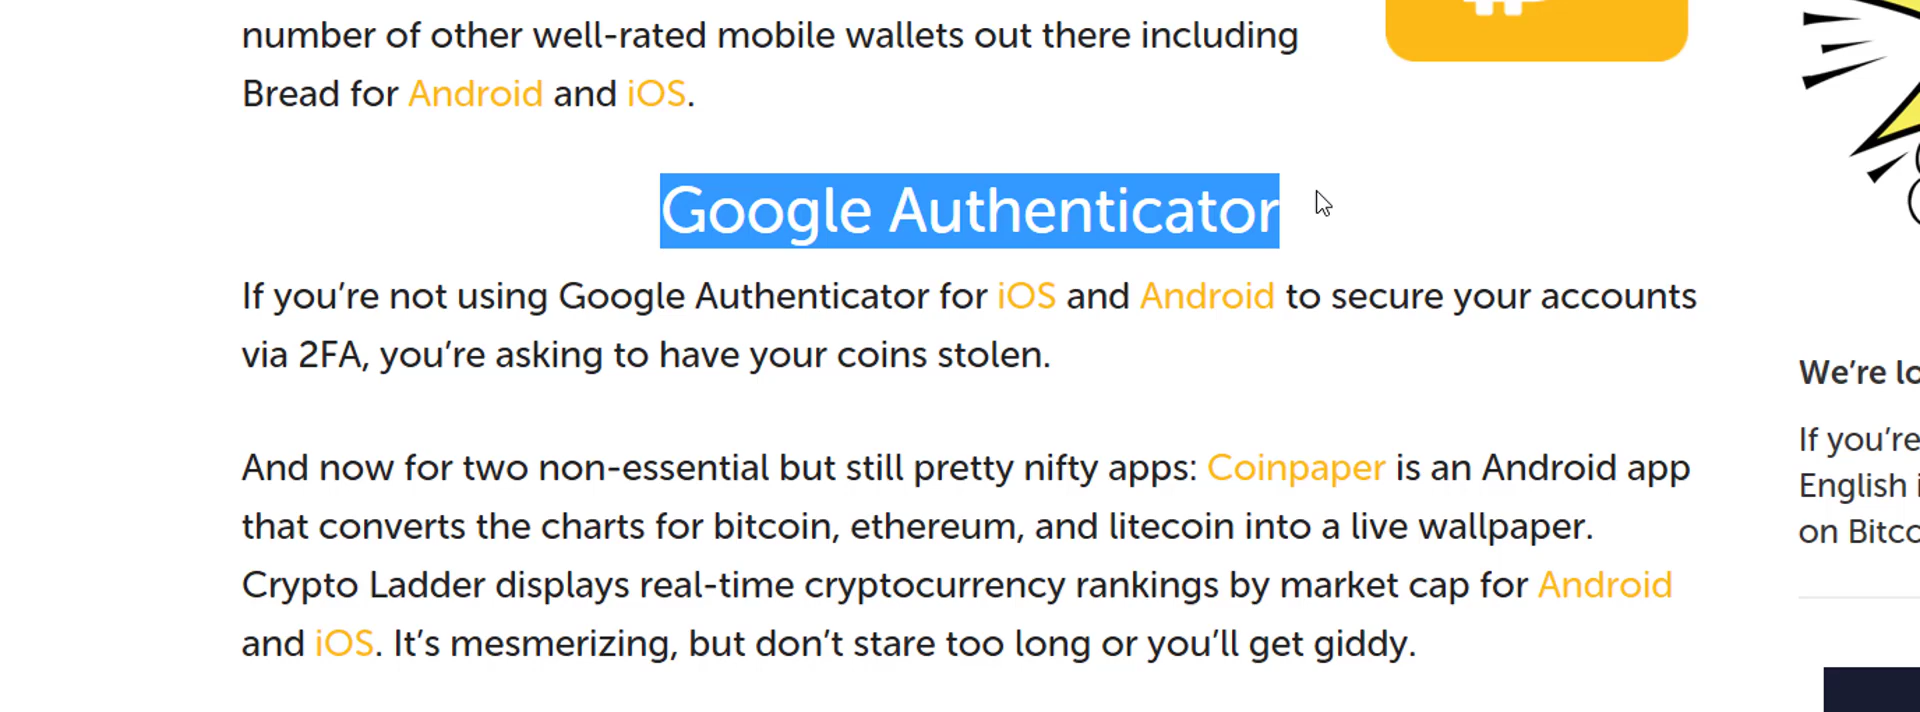 number of other well-rated mobile wallets out there including
Bread for Android and iOS.
Google Authenticator
If you’re not using Google Authenticator for iOS and Android to secure your accounts
via 2FA, you’re asking to have your coins stolen.
And now for two non-essential but still pretty nifty apps: Coinpaper is an Android app
that converts the charts for bitcoin, ethereum, and litecoin into a live wallpaper.
Crypto Ladder displays real-time cryptocurrency rankings by market cap for Android
and iOS. It’s mesmerizing, but don’t stare too long or you’ll get giddy.
We’re
If you’re
English
on